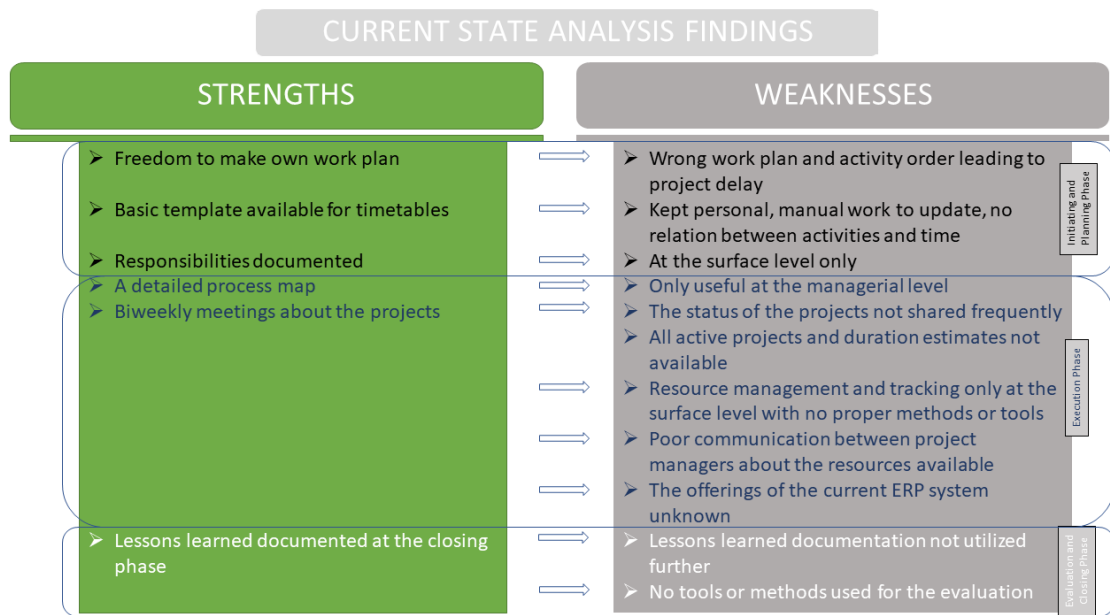 CURRENT STATE ANALYSIS FINDINGS
STRENGTHS
WEAKNESSES
Freedom to make own work plan
Wrong work plan and activity order leading to
project delay
Basic template available for timetables
Kept personal, manual work to update, no
relation between activities and time
Responsibilities documented
At the surface level only
Initiating and
Planning Phase
A detailed process map
Only useful at the managerial level
Biweekly meetings about the projects
The status of the projects not shared frequently
All active projects and duration estimates not
available
Resource management and tracking only at the
surface level with no proper methods or tools
Poor communication between project
managers about the resources available
The offerings of the current ERP system
unknown
Execution Phase
Lessons learned documented at the closing
phase
Lessons learned documentation not utilized
further
No tools or methods used for the evaluation
Evaluation and
Closing Phase